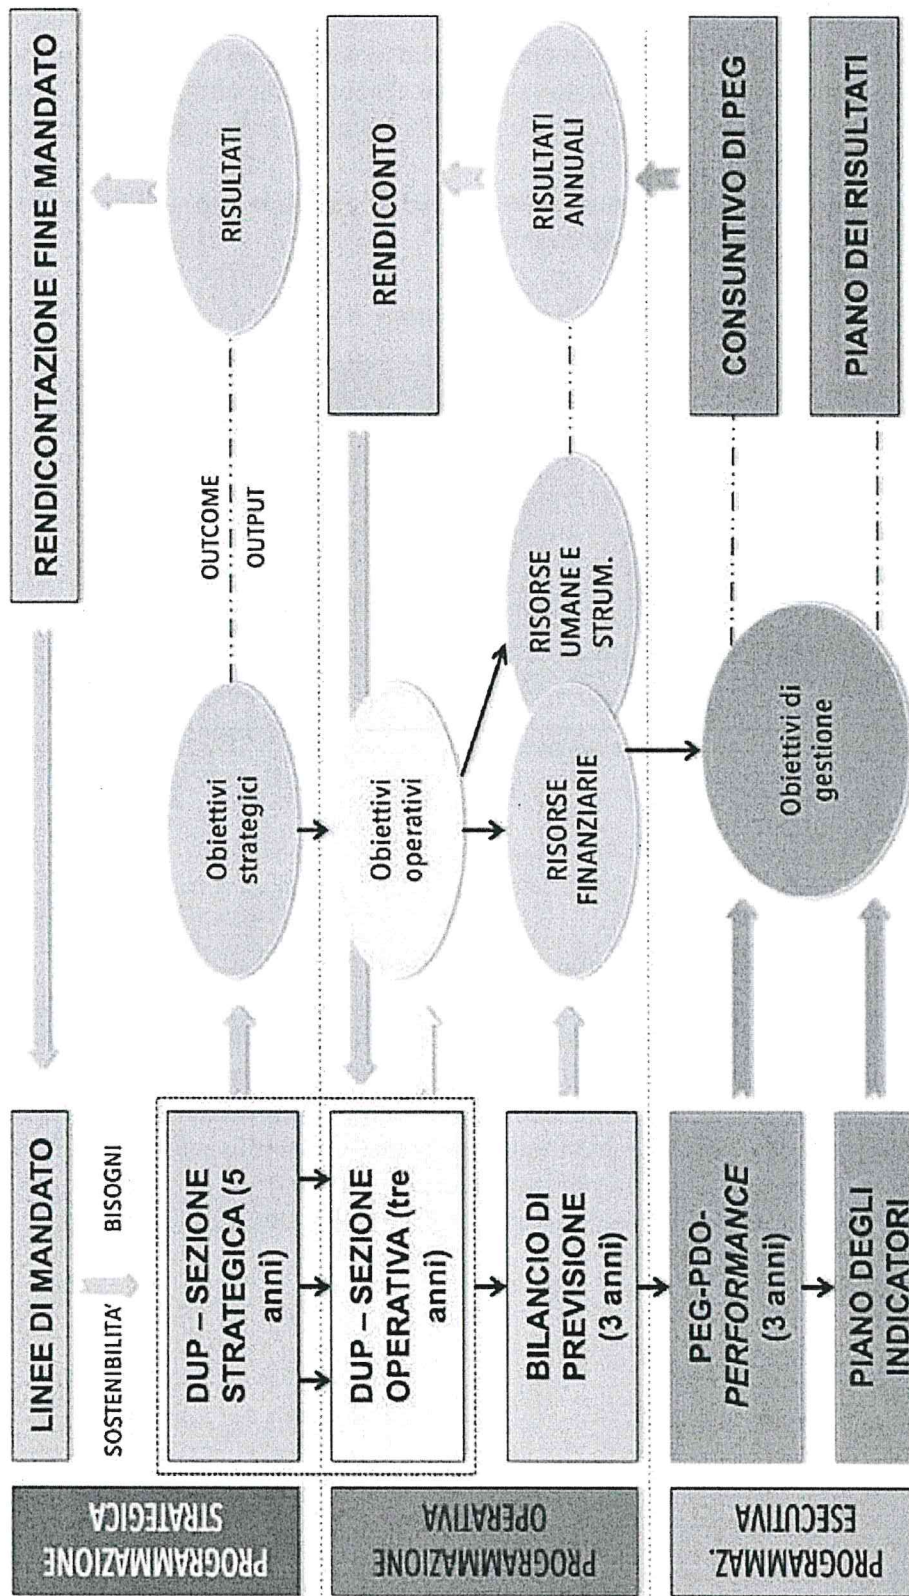 LINEE DI MANDATO
RENDICONTAZIONE FINE MANDATO
SOSTENIBILITA'
BISOGNI
PROGRAMMAZIONE
STRATEGICA
DUP – SEZIONE
STRATEGICA (5
anni)
Obiettivi
strategici
OUTCOME
OUTPUT
RISULTATI
PROGRAMMAZIONE
OPERATIVA
DUP – SEZIONE
OPERATIVA (tre
anni)
Obiettivi
operativi
RENDICONTO
BILANCIO DI
PREVISIONE
(3 anni)
RISORSE
FINANZIARIE
RISORSE
UMANE E
STRUM.
RISULTATI
ANNUALI
PROGRAMMAZ.
ESECUTIVA
PEG-PDO-
PERFORMANCE
(3 anni)
Obiettivi di
gestione
CONSUNTIVO DI PEG
PIANO DEGLI
INDICATORI
PIANO DEI RISULTATI